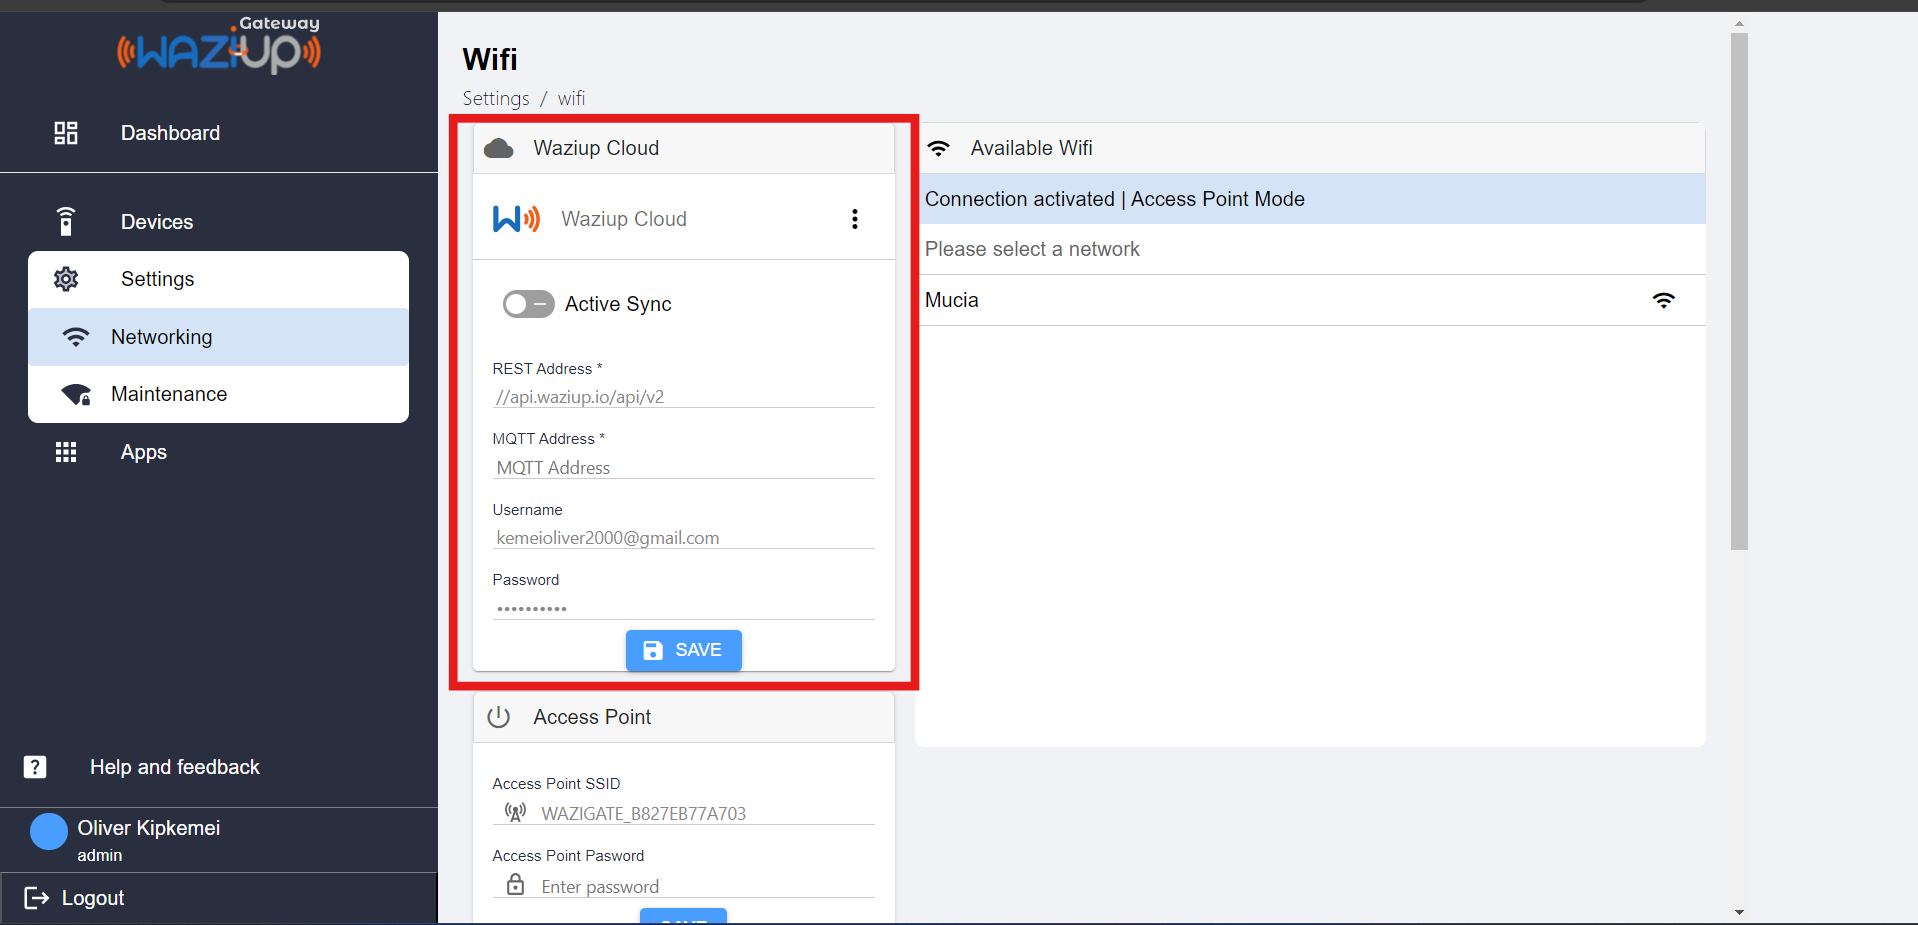 Gateway
WAZIUP
Dashboard
Devices
Settings
Networking
Maintenance
Apps
Help and feedback
Oliver Kipkemei
admin
Logout
Wifi
Settings / wifi
Waziup Cloud
W Waziup Cloud
Active Sync
REST Address *
//api.waziup.io/api/v2
MQTT Address *
MQTT Address
Username
kemeioliver2000@gmail.com
Password
••••••••••
SAVE
Access Point
Access Point SSID
WAZIGATE_B827EB77A703
Access Point Pasword
Enter password
SAVE
Available Wifi
Connection activated | Access Point Mode
Please select a network
Mucia